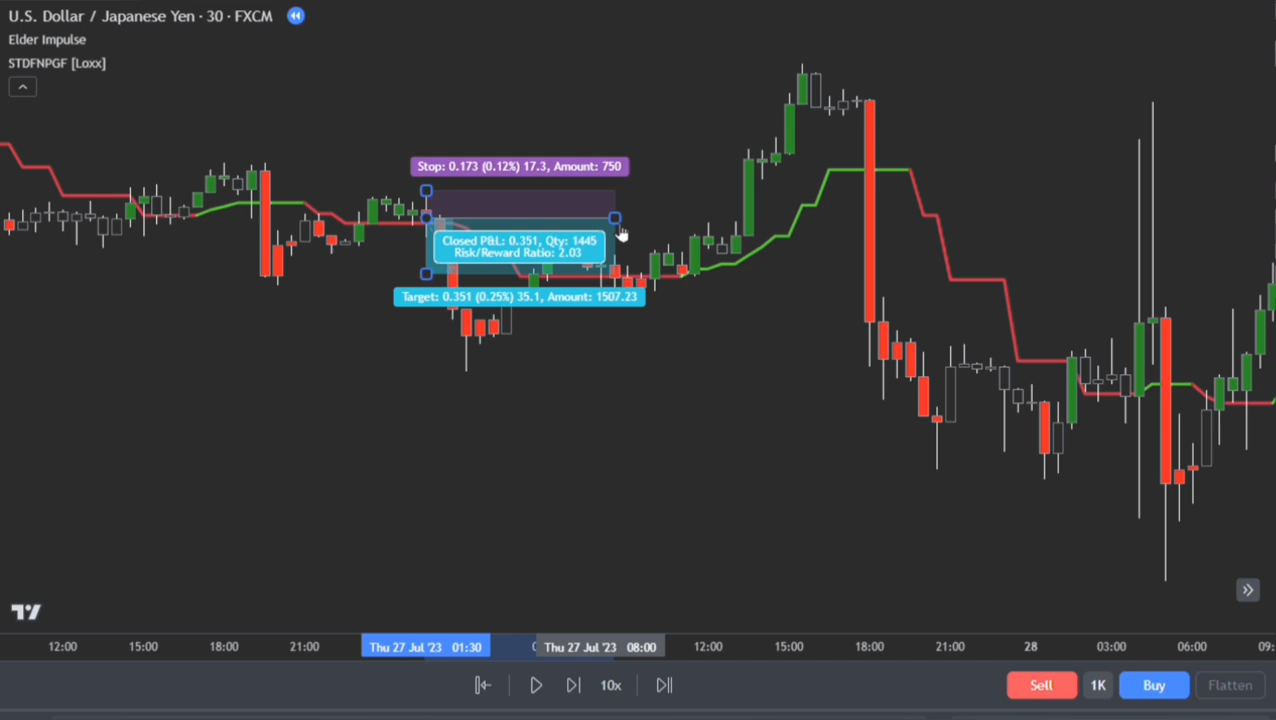 U.S. Dollar / Japanese Yen · 30 · FXCM
Elder Impulse
STDFNPGF [Loxx]
Stop: 0.173 (0.12%) 17.3, Amount: 750
Closed P&L: 0.351, Qty: 1445
Risk/Reward Ratio: 2.03
Target: 0.351 (0.25%) 35.1, Amount: 1507.23
12:00 15:00 18:00 21:00 Thu 27 Jul '23 01:30 Thu 27 Jul '23 08:00 12:00 15:00 18:00 21:00 28 03:00 06:00 09:
10x Sell 1K Buy Flatten